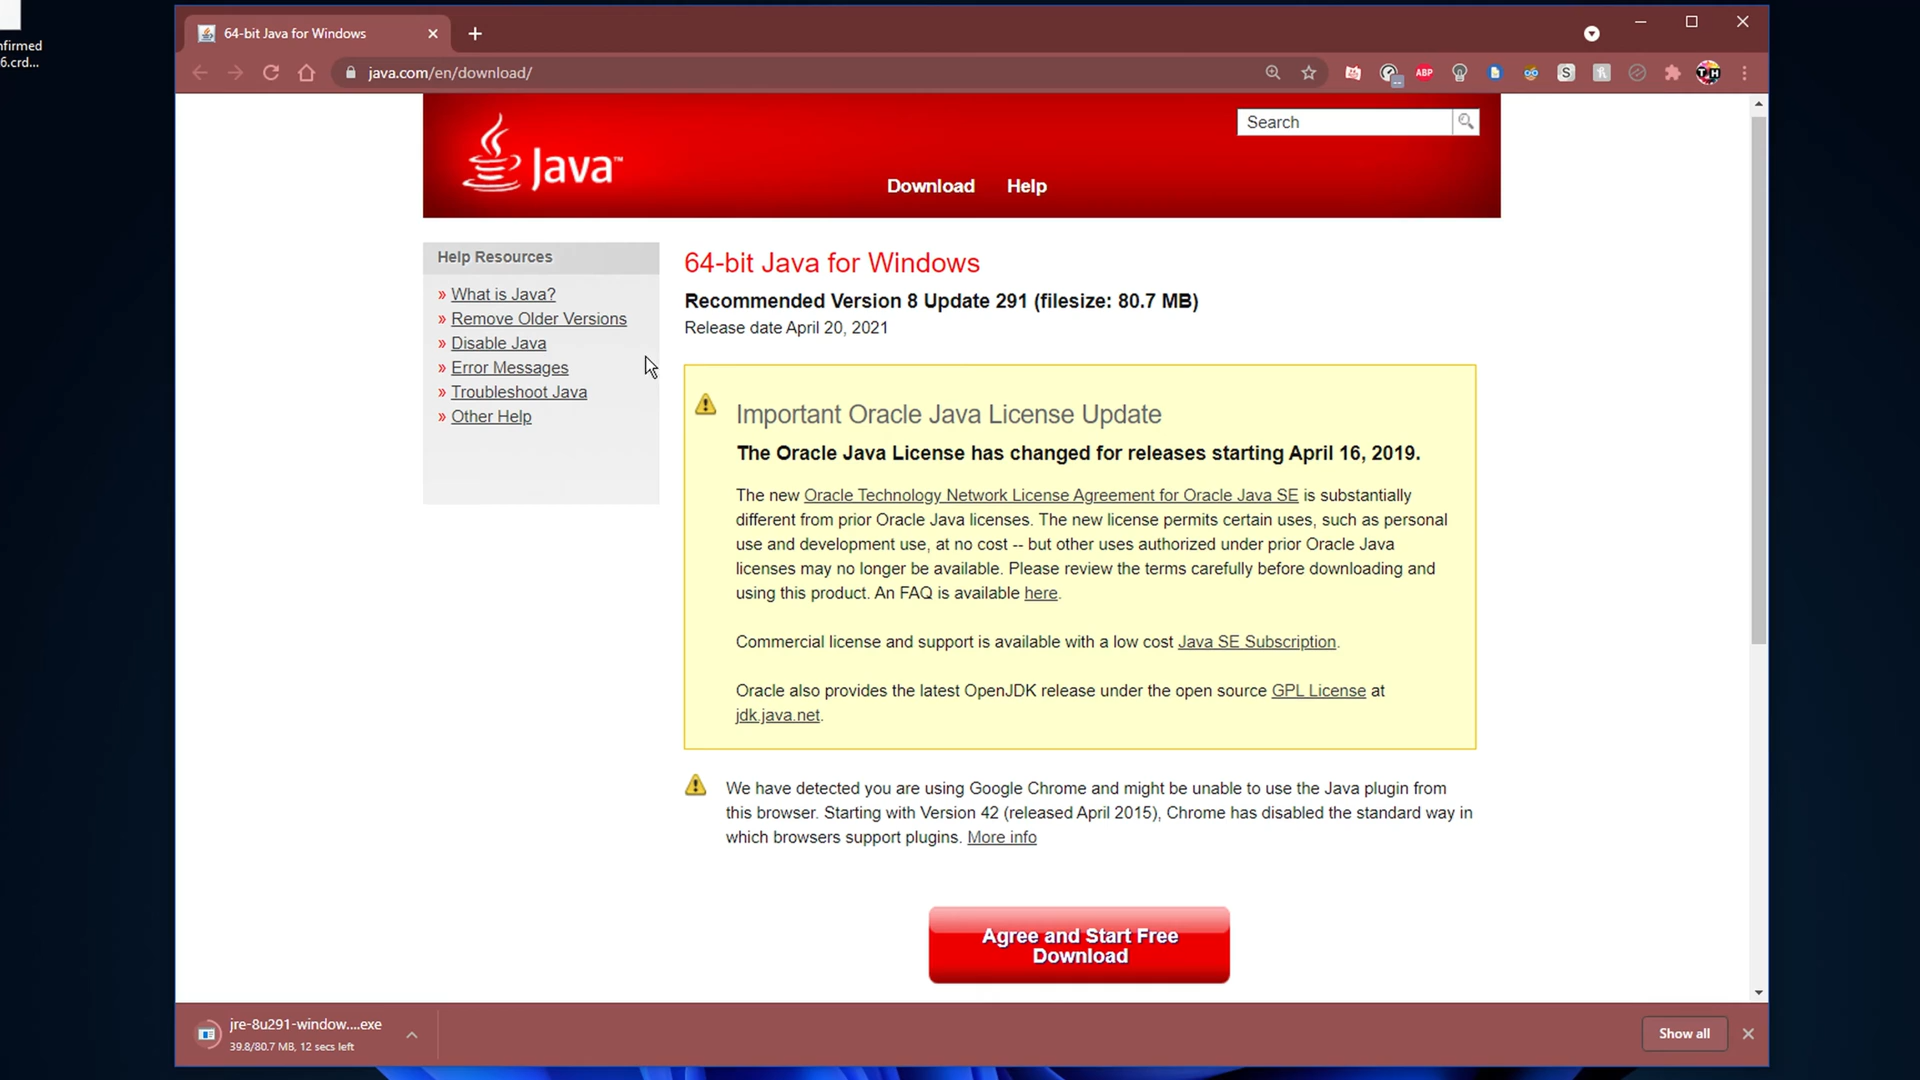 nfirmed
6.crd...
64-bit Java for Windows
java.com/en/download/
ABP
S
TH
Java™
Search
Download Help
Help Resources
» What is Java?
» Remove Older Versions
» Disable Java
» Error Messages
» Troubleshoot Java
» Other Help
64-bit Java for Windows
Recommended Version 8 Update 291 (filesize: 80.7 MB)
Release date April 20, 2021
Important Oracle Java License Update
The Oracle Java License has changed for releases starting April 16, 2019.
The new Oracle Technology Network License Agreement for Oracle Java SE is substantially
different from prior Oracle Java licenses. The new license permits certain uses, such as personal
use and development use, at no cost -- but other uses authorized under prior Oracle Java
licenses may no longer be available. Please review the terms carefully before downloading and
using this product. An FAQ is available here.
Commercial license and support is available with a low cost Java SE Subscription.
Oracle also provides the latest OpenJDK release under the open source GPL License at
jdk.java.net.
We have detected you are using Google Chrome and might be unable to use the Java plugin from
this browser. Starting with Version 42 (released April 2015), Chrome has disabled the standard way in
which browsers support plugins. More info
Agree and Start Free
Download
jre-8u291-window....exe
39.8/80.7 MB, 12 secs left
Show all